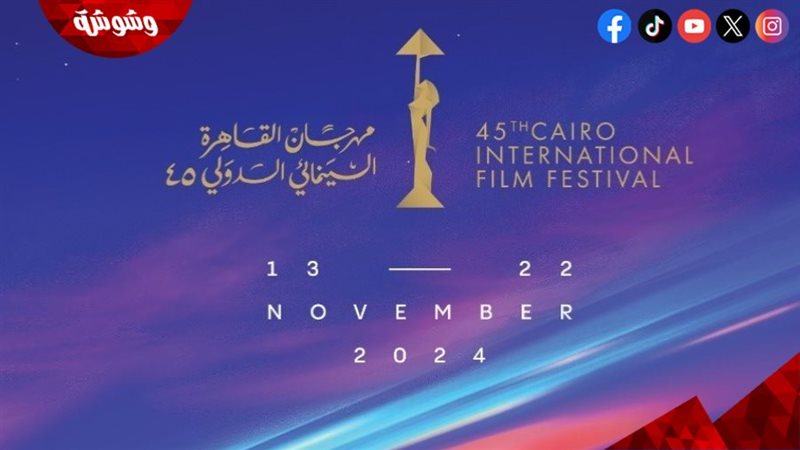 وشوشة
مهرجان القاهرة
السينمائي الدولي ٤٥
45TH CAIRO
INTERNATIONAL
FILM FESTIVAL
13 — 22
NOVEMBER
2024